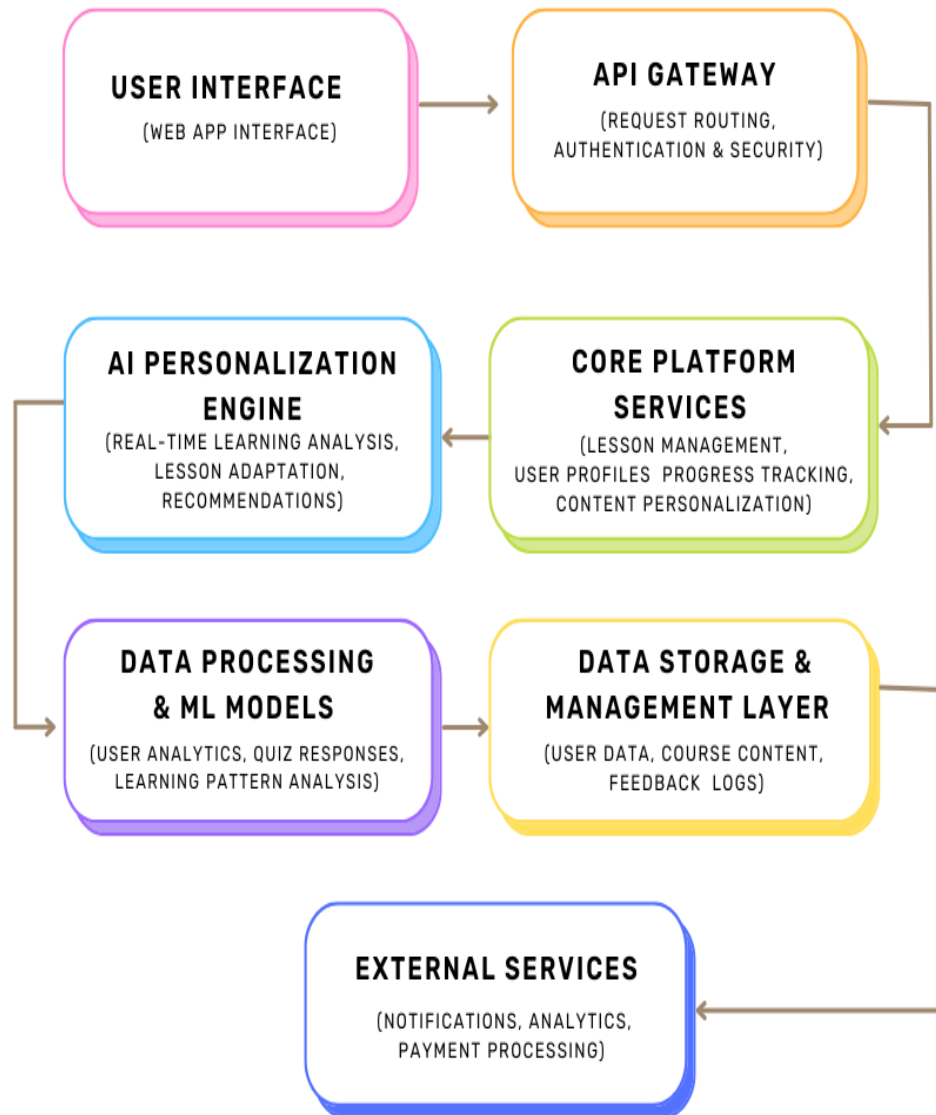 USER INTERFACE
(WEB APP INTERFACE)
API GATEWAY
(REQUEST ROUTING,
AUTHENTICATION & SECURITY)
AI PERSONALIZATION
ENGINE
(REAL-TIME LEARNING ANALYSIS,
LESSON ADAPTATION,
RECOMMENDATIONS)
CORE PLATFORM
SERVICES
(LESSON MANAGEMENT,
USER PROFILES PROGRESS TRACKING,
CONTENT PERSONALIZATION)
DATA PROCESSING
& ML MODELS
(USER ANALYTICS, QUIZ RESPONSES,
LEARNING PATTERN ANALYSIS)
DATA STORAGE &
MANAGEMENT LAYER
(USER DATA, COURSE CONTENT,
FEEDBACK LOGS)
EXTERNAL SERVICES
(NOTIFICATIONS, ANALYTICS,
PAYMENT PROCESSING)